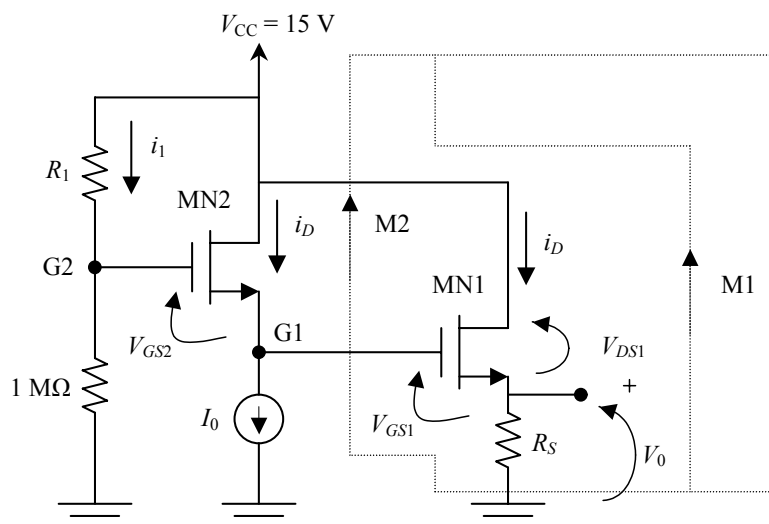 V_CC = 15 V
R_1
i_1
MN2
i_D
M2
i_D
G2
MN1
M1
V_GS2
G1
V_DS1
1 MΩ
+
I_0
V_GS1
R_S
V_0